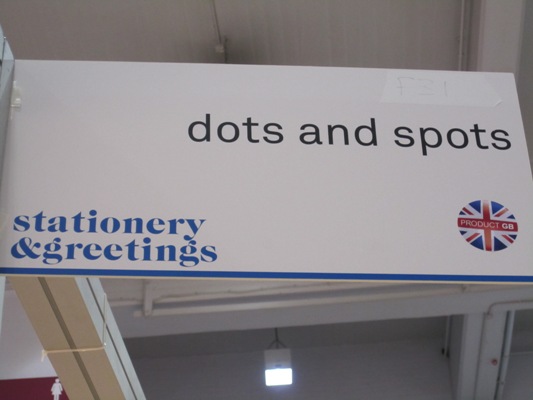 dots and spots
stationery
&greetings
PRODUCT GB